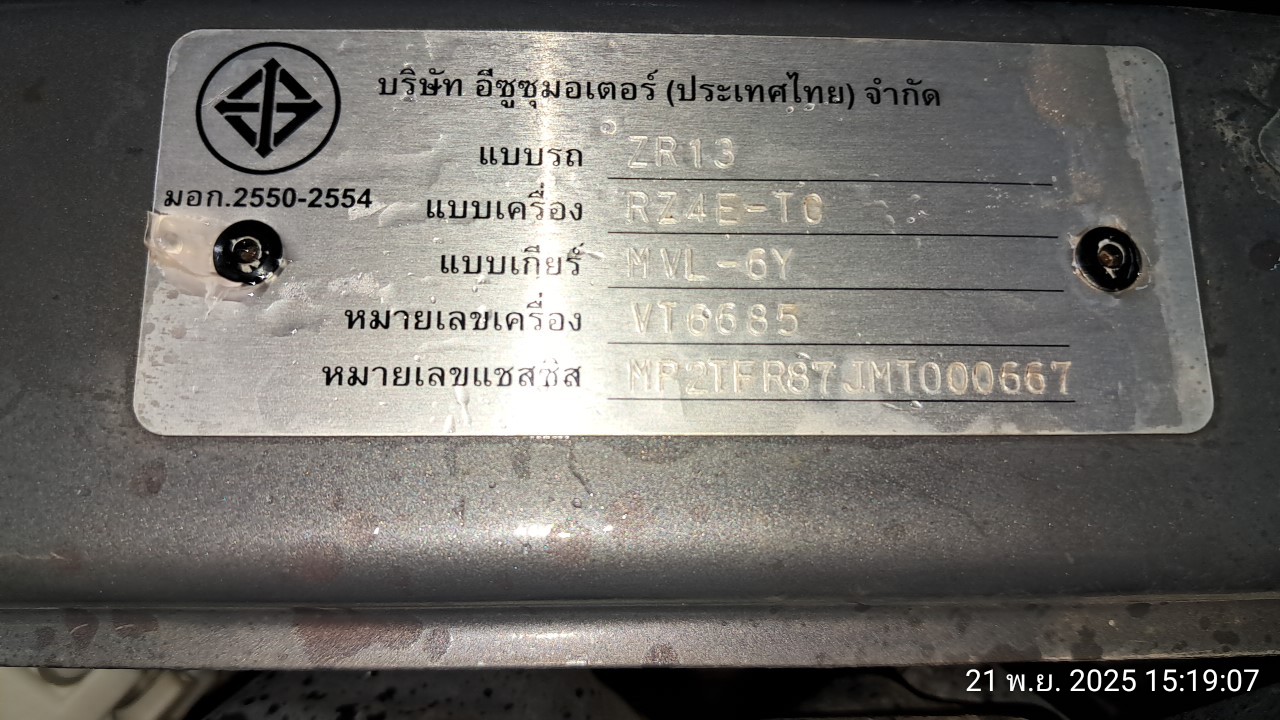 บริษัท อีซูซุมอเตอร์ (ประเทศไทย) จำกัด
มอก.2550-2554
แบบรถ ZR13
แบบเครื่อง RZ4E-TC
แบบเกียร์ MVL-6Y
หมายเลขเครื่อง VT6685
หมายเลขแชสซิส MP2TFR87JMT000667
21 พ.ย. 2025 15:19:07